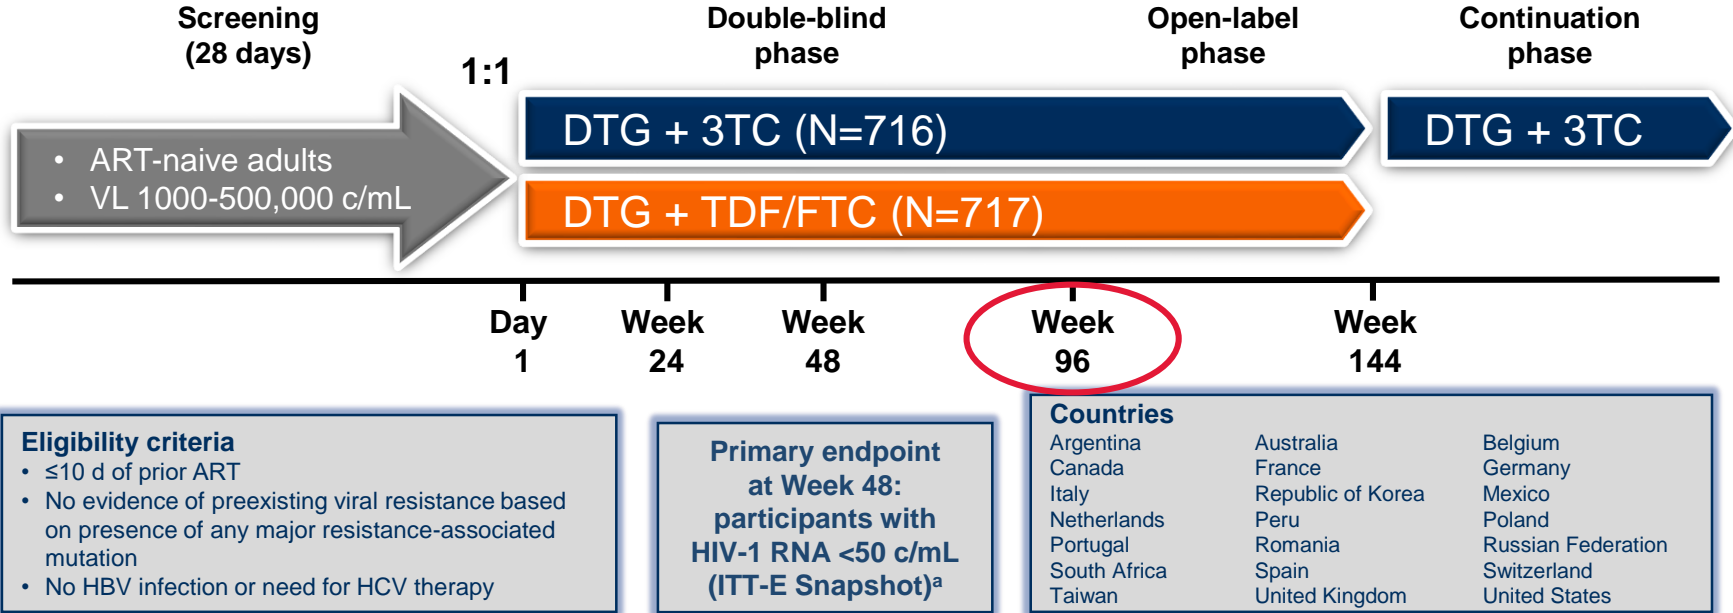 Screening
(28 days)
Double-blind
phase
Open-label
phase
Continuation
phase
1:1
• ART-naive adults
• VL 1000-500,000 c/mL
DTG + 3TC (N=716)
DTG + 3TC
DTG + TDF/FTC (N=717)
Day
1
Week
24
Week
48
Week
96
Week
144
Eligibility criteria
• ≤10 d of prior ART
• No evidence of preexisting viral resistance based
on presence of any major resistance-associated
mutation
• No HBV infection or need for HCV therapy
Primary endpoint
at Week 48:
participants with
HIV-1 RNA <50 c/mL
(ITT-E Snapshot)ᵃ
Countries
Argentina Australia Belgium
Canada France Germany
Italy Republic of Korea Mexico
Netherlands Peru Poland
Portugal Romania Russian Federation
South Africa Spain Switzerland
Taiwan United Kingdom United States